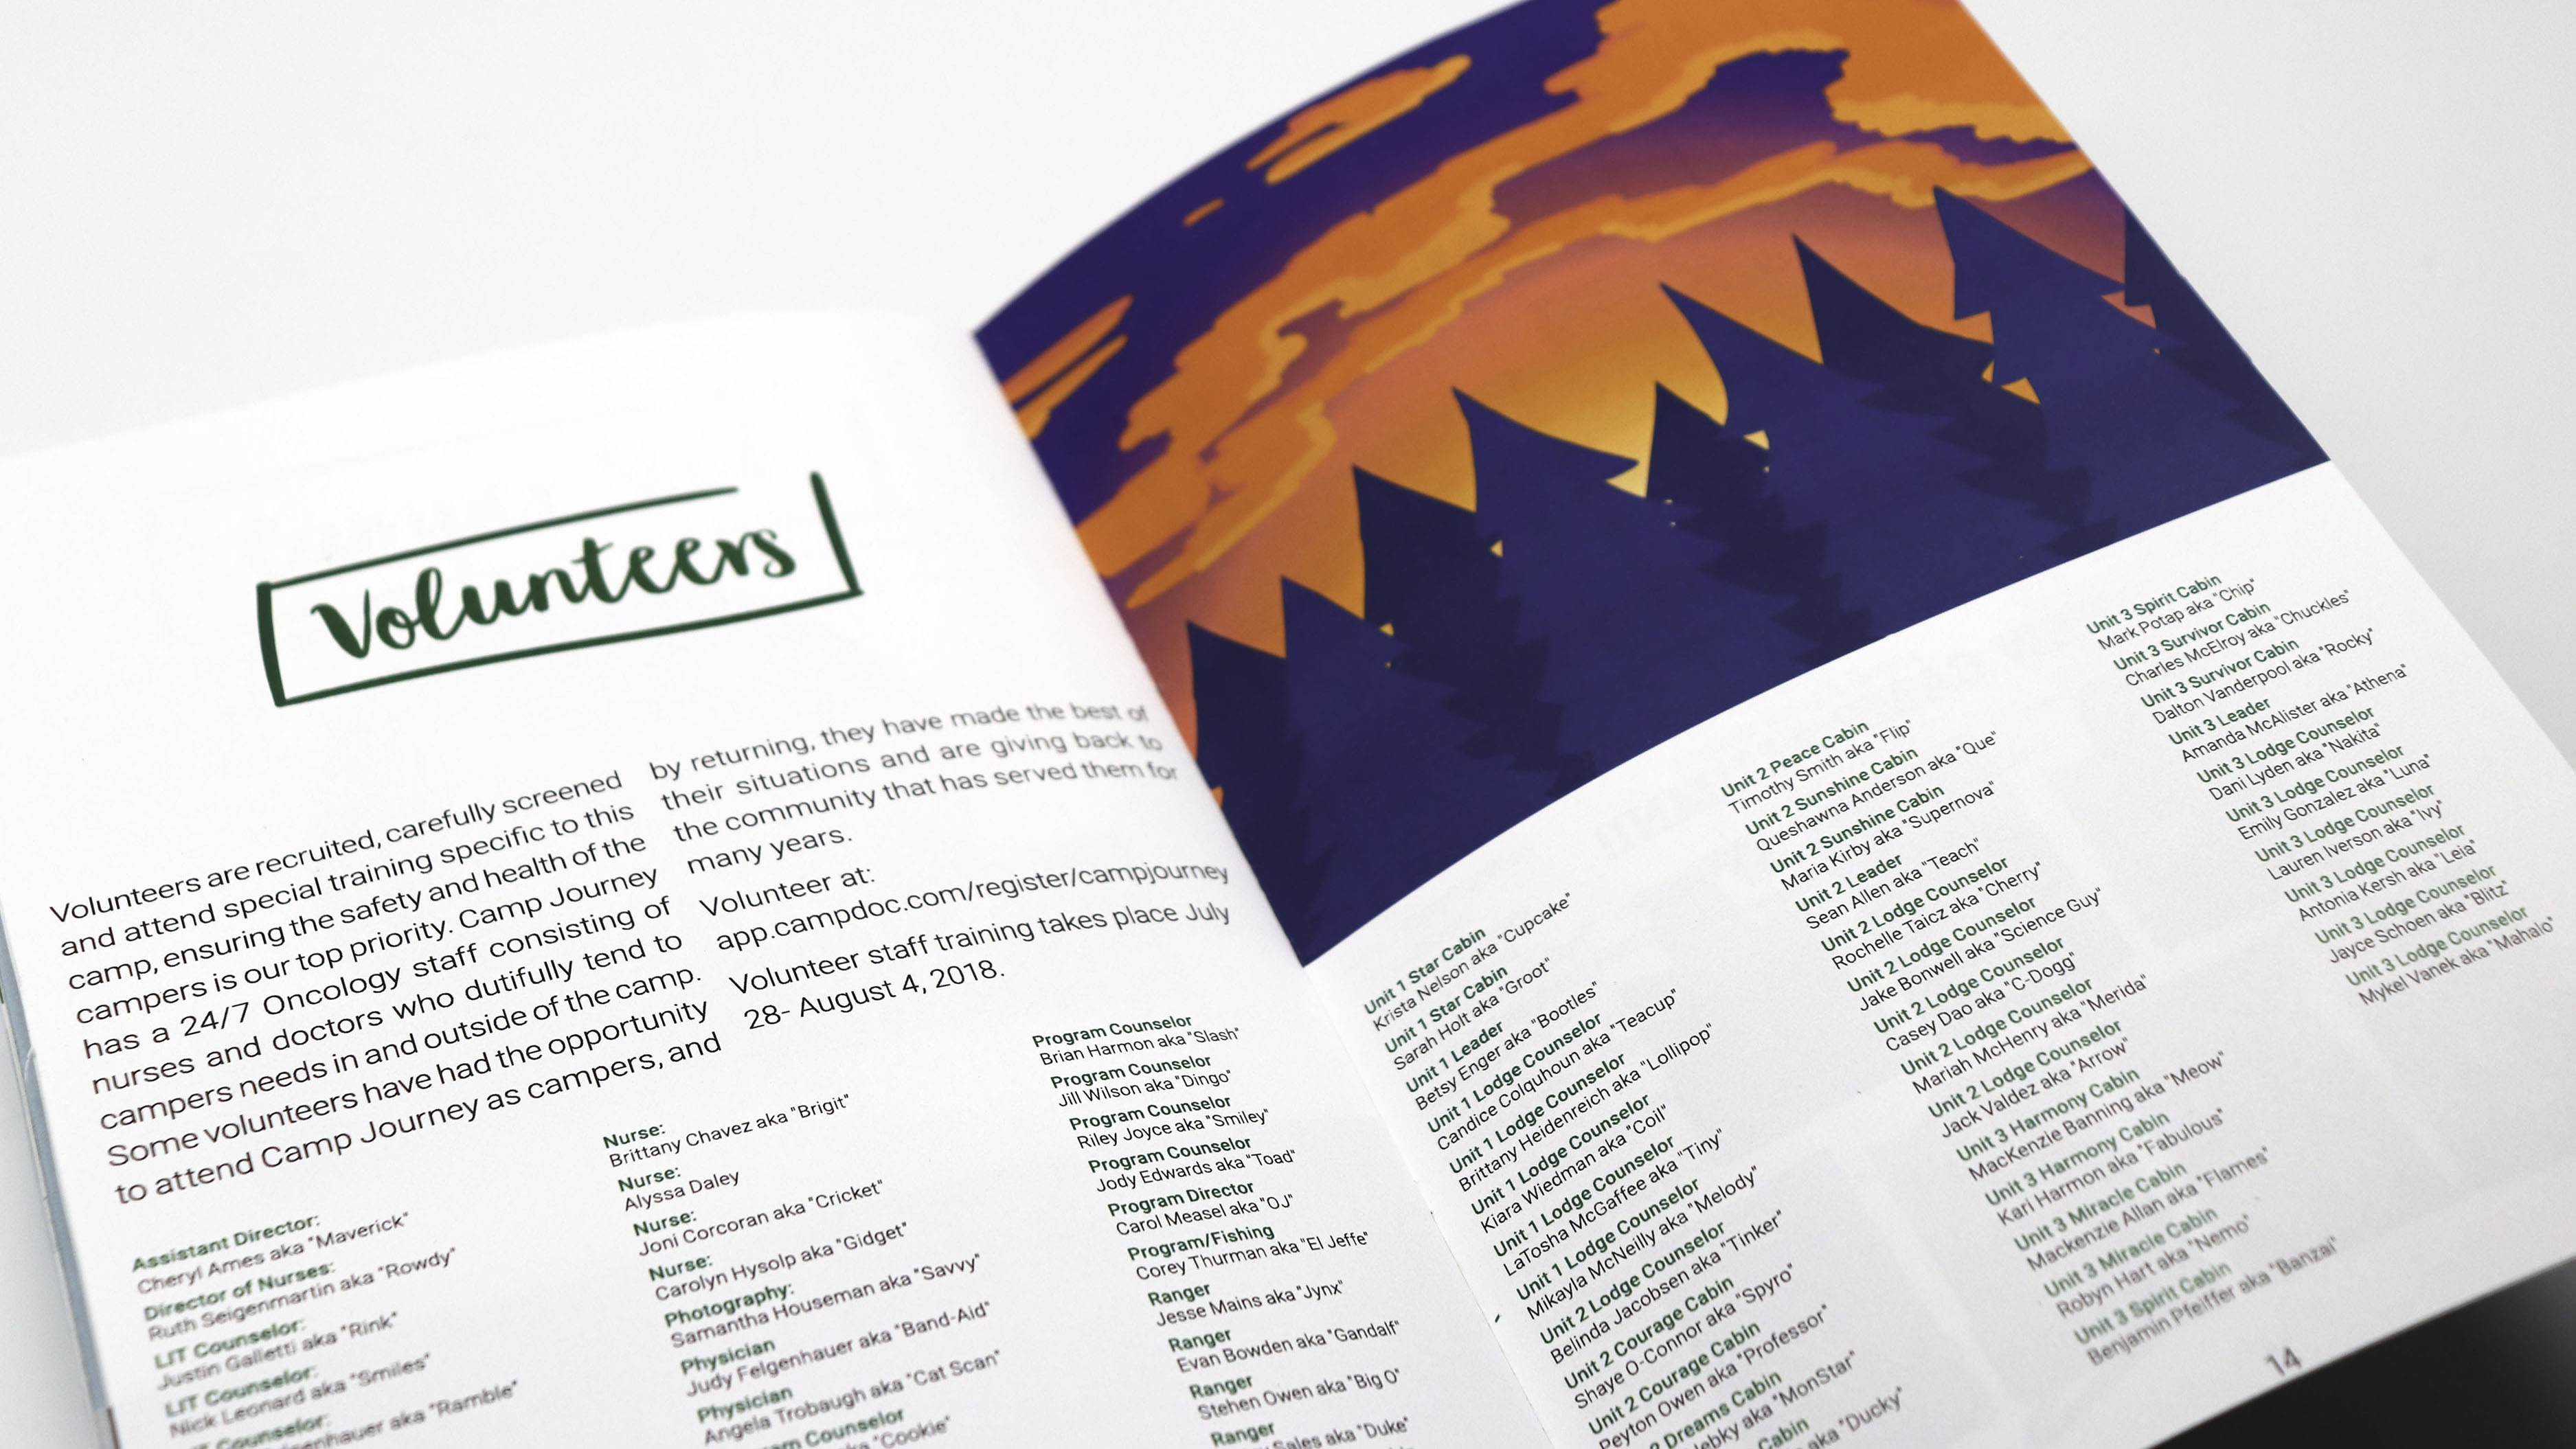 Volunteers
Volunteers are recruited, carefully screened
and attend special training specific to this
camp, ensuring the safety and health of the
campers is our top priority. Camp Journey
has a 24/7 Oncology staff consisting of
nurses and doctors who dutifully tend to
campers needs in and outside of the camp.
Some volunteers have had the opportunity
to attend Camp Journey as campers, and
by returning, they have made the best of
their situations and are giving back to
the community that has served them for
many years.
Volunteer at:
app.campdoc.com/register/campjourney
Volunteer staff training takes place July
28- August 4, 2018.
Assistant Director:
Cheryl Ames aka "Maverick"
Director of Nurses:
Ruth Seigenmartin aka "Rowdy"
LIT Counselor:
Justin Galletti aka "Rink"
LIT Counselor:
Nick Leonard aka "Smiles"
Counselor:
aka "Ramble"
Nurse:
Brittany Chavez aka "Brigit"
Nurse:
Alyssa Daley
Nurse:
Joni Corcoran aka "Cricket"
Nurse:
Carolyn Hysolp aka "Gidget"
Photography:
Samantha Houseman aka "Savvy"
Physician
Judy Felgenhauer aka "Band-Aid"
Physician
Angela Trobaugh aka "Cat Scan"
Counselor
"Cookie"
Program Counselor
Brian Harmon aka "Slash"
Program Counselor
Jill Wilson aka "Dingo"
Program Counselor
Riley Joyce aka "Smiley"
Program Counselor
Jody Edwards aka "Toad"
Program Director
Carol Measel aka "OJ"
Program/Fishing
Corey Thurman aka "El Jeffe"
Ranger
Jesse Mains aka "Jynx"
Ranger
Evan Bowden aka "Gandalf"
Ranger
Stehen Owen aka "Big O"
Ranger
Sales aka "Duke"
Unit 1 Star Cabin
Krista Nelson aka "Cupcake"
Unit 1 Star Cabin
Sarah Holt aka "Groot"
Unit 1 Leader
Betsy Enger aka "Bootles"
Unit 1 Lodge Counselor
Candice Colquhoun aka "Teacup"
Unit 1 Lodge Counselor
Brittany Heidenreich aka "Lollipop"
Unit 1 Lodge Counselor
Kiara Wiedman aka "Coil"
Unit 1 Lodge Counselor
LaTosha McGaffee aka "Tiny"
Unit 1 Lodge Counselor
Mikayla McNeilly aka "Melody"
Unit 2 Lodge Counselor
Belinda Jacobsen aka "Tinker"
Unit 2 Courage Cabin
Shaye O-Connor aka "Spyro"
Unit 2 Courage Cabin
Peyton Owen aka "Professor"
Dreams Cabin
aka "MonStar"
Cabin
aka "Ducky"
Unit 2 Peace Cabin
Timothy Smith aka "Flip"
Unit 2 Sunshine Cabin
Queshawna Anderson aka "Que"
Unit 2 Sunshine Cabin
Maria Kirby aka "Supernova"
Unit 2 Leader
Sean Allen aka "Teach"
Unit 2 Lodge Counselor
Rochelle Taicz aka "Cherry"
Unit 2 Lodge Counselor
Jake Bonwell aka "Science Guy"
Unit 2 Lodge Counselor
Casey Dao aka "C-Dogg"
Unit 2 Lodge Counselor
Mariah McHenry aka "Merida"
Unit 2 Lodge Counselor
Jack Valdez aka "Arrow"
Unit 3 Harmony Cabin
MacKenzie Banning aka "Meow"
Unit 3 Harmony Cabin
Karl Harmon aka "Fabulous"
Unit 3 Miracle Cabin
Mackenzie Allan aka "Flames"
Unit 3 Miracle Cabin
Robyn Hart aka "Nemo"
Unit 3 Spirit Cabin
Benjamin Pfeiffer aka "Banzai"
Unit 3 Spirit Cabin
Mark Potap aka "Chip"
Unit 3 Survivor Cabin
Charles McElroy aka "Chuckles"
Unit 3 Survivor Cabin
Dalton Vanderpool aka "Rocky"
Unit 3 Leader
Amanda McAlister aka "Athena"
Unit 3 Lodge Counselor
Dani Lyden aka "Nakita"
Unit 3 Lodge Counselor
Emily Gonzalez aka "Luna"
Unit 3 Lodge Counselor
Lauren Iverson aka "Ivy"
Unit 3 Lodge Counselor
Antonia Kersh aka "Leia"
Unit 3 Lodge Counselor
Jayce Schoen aka "Blitz"
Unit 3 Lodge Counselor
Mykel Vanek aka "Mahalo"
14